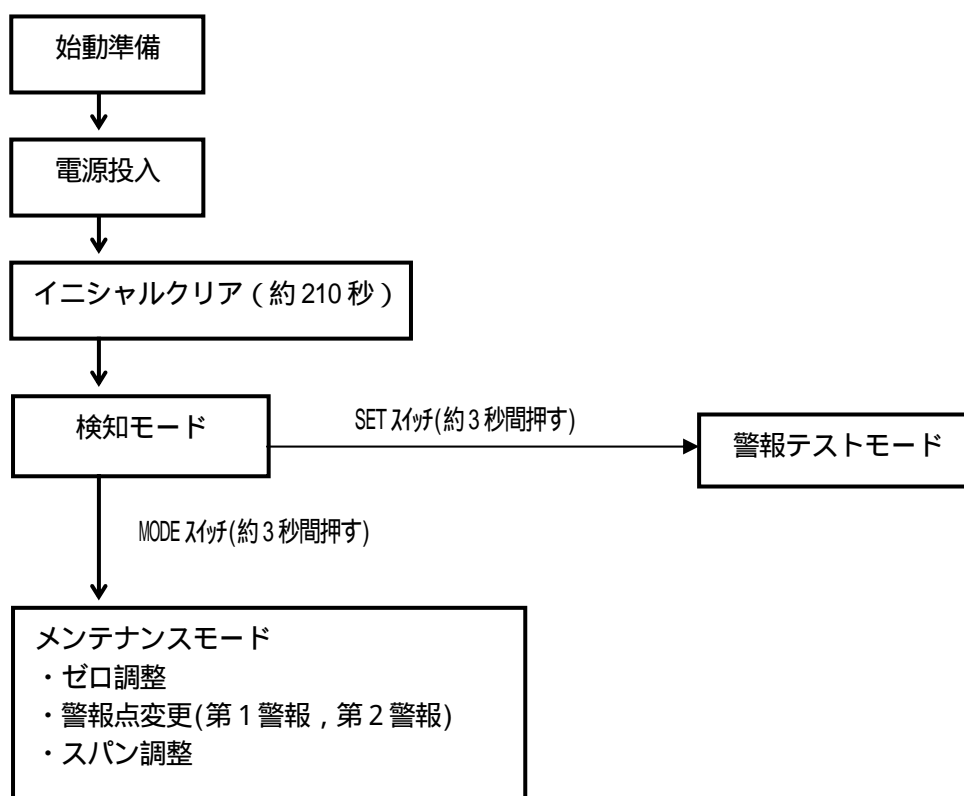 始動準備
電源投入
イニシャルクリア(約210秒)
検知モード
SET スイッチ(約3秒間押す)
警報テストモード
MODE スイッチ(約3秒間押す)
メンテナンスモード
・ゼロ調整
・警報点変更(第1警報,第2警報)
・スパン調整